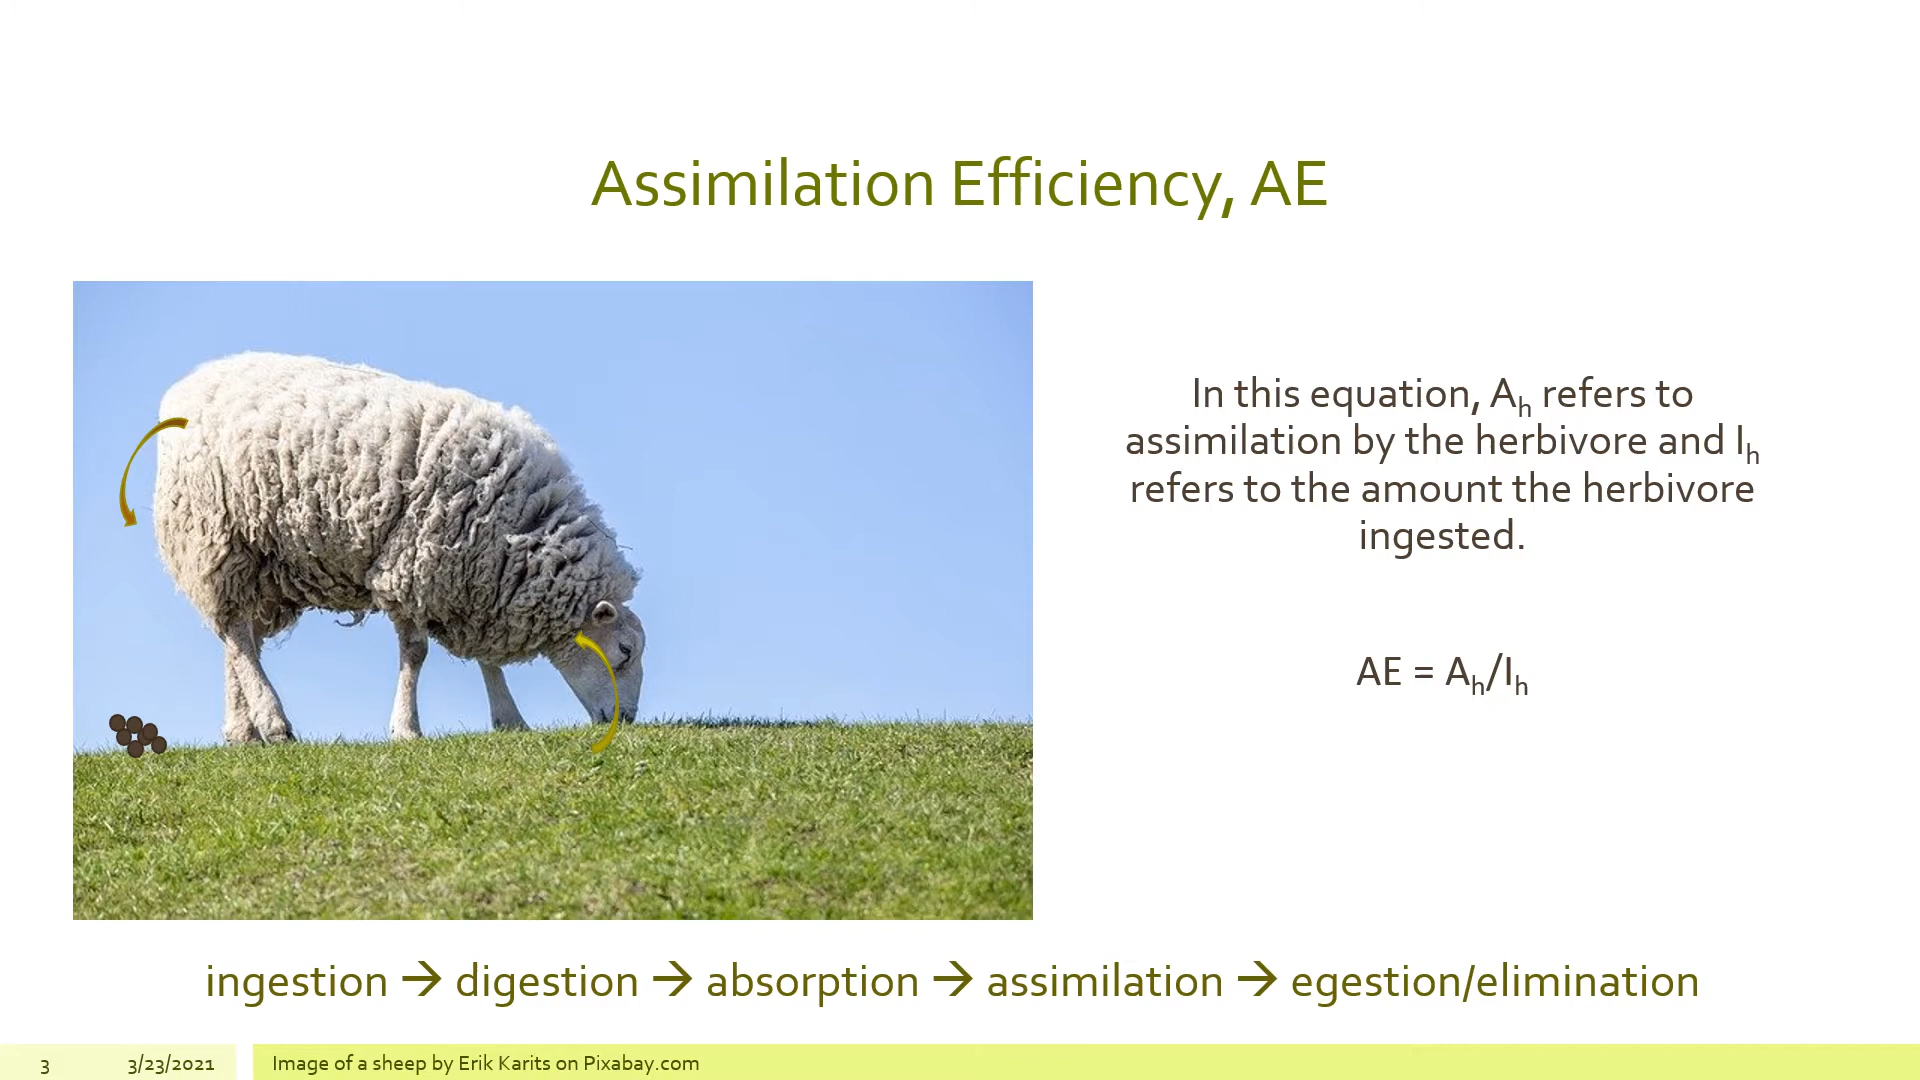 Assimilation Efficiency, AE
In this equation, Aₕ refers to
assimilation by the herbivore and Iₕ
refers to the amount the herbivore
ingested.
AE = Aₕ/Iₕ
ingestion → digestion → absorption → assimilation → egestion/elimination
3 3/23/2021 Image of a sheep by Erik Karits on Pixabay.com